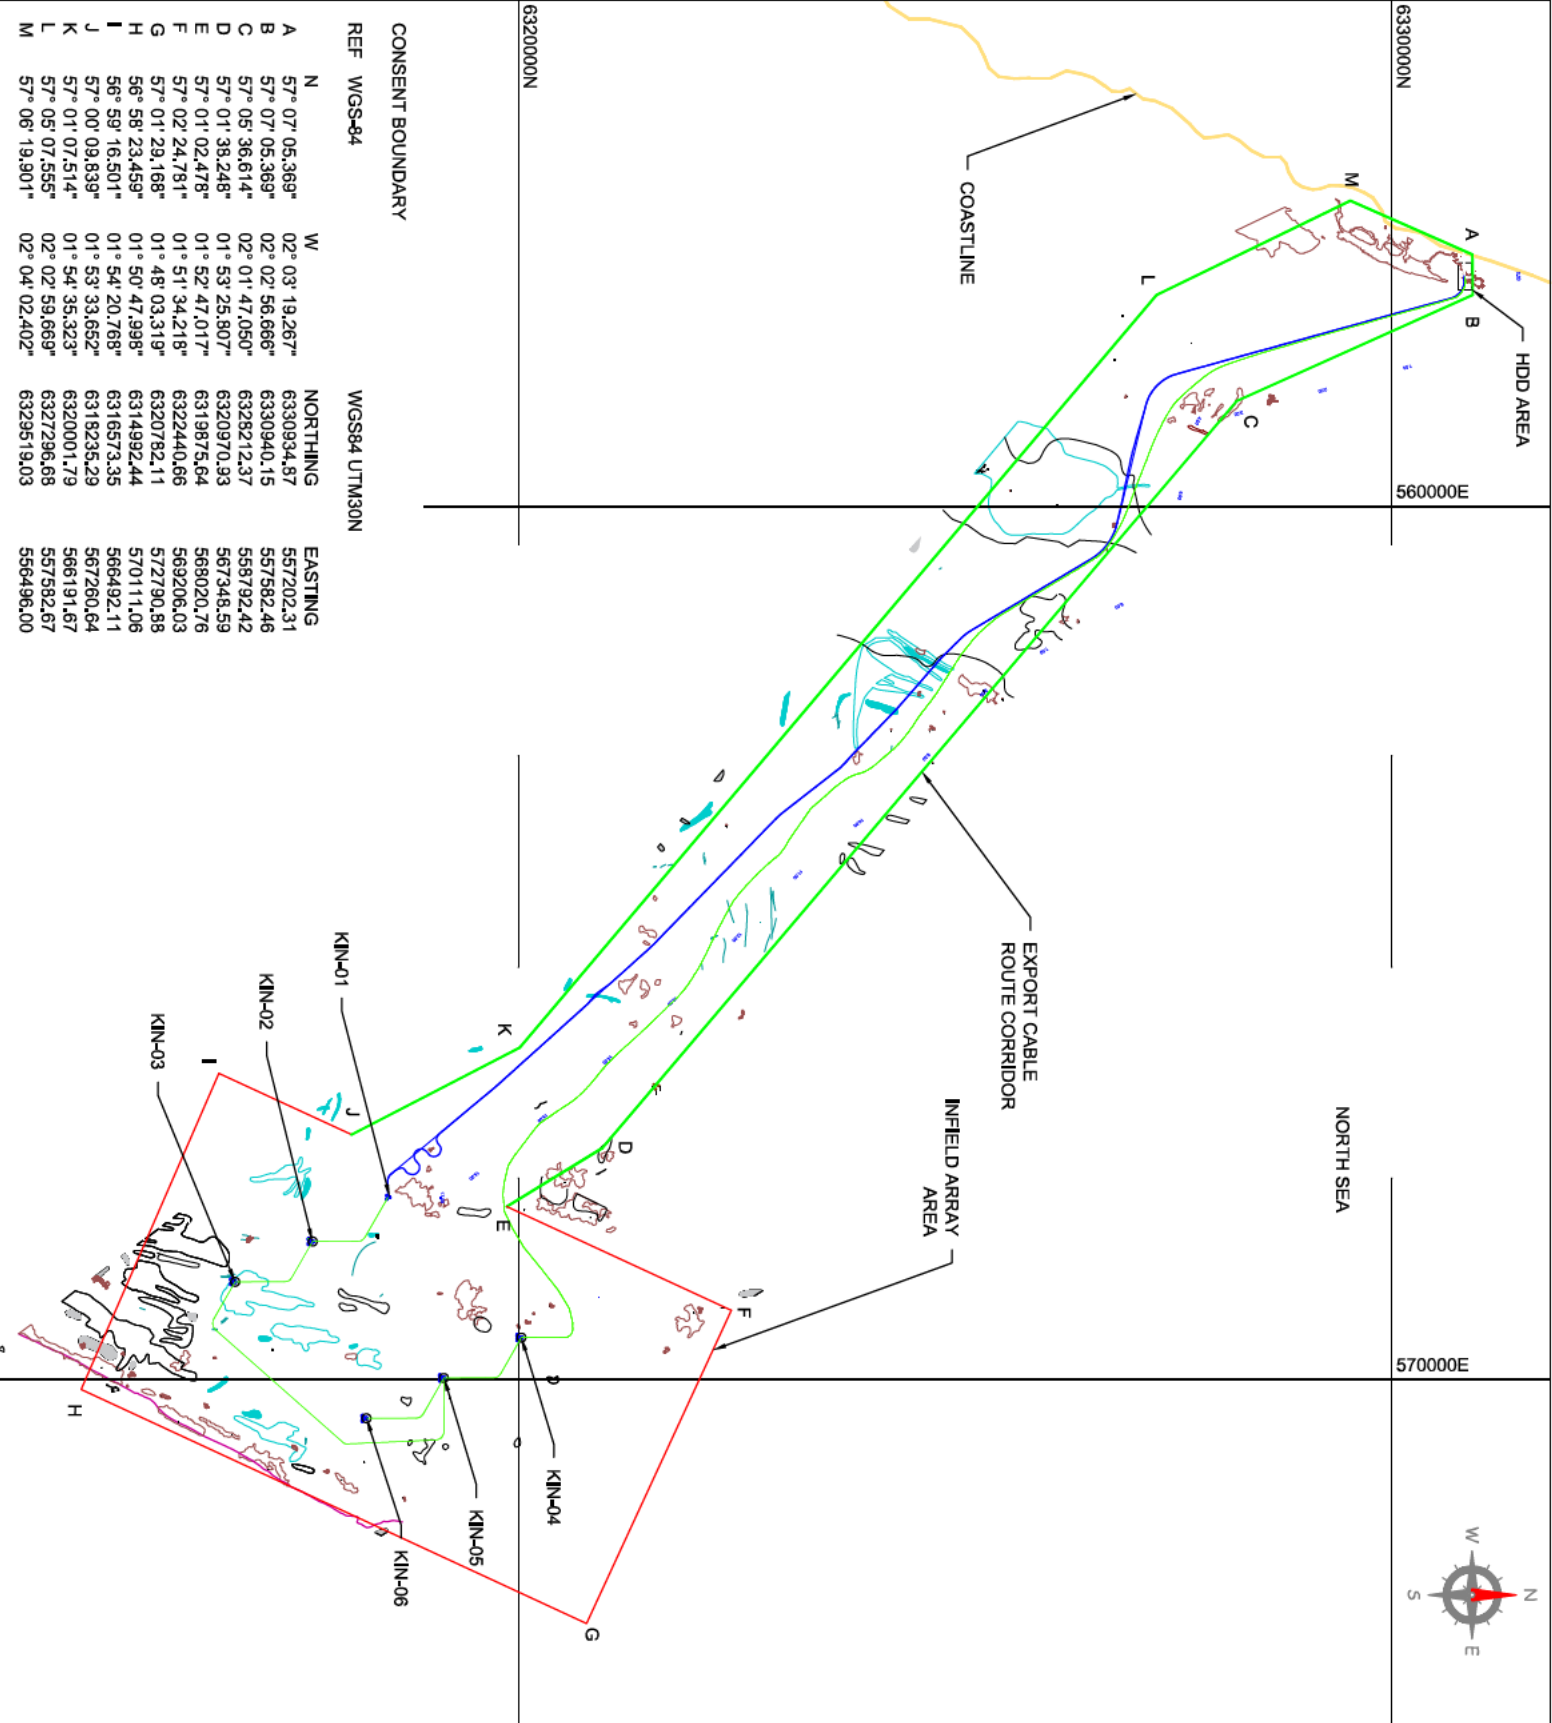 6320000N
6330000N
560000E
570000E
NORTH SEA
COASTLINE
HDD AREA
EXPORT CABLE
ROUTE CORRIDOR
INFIELD ARRAY
AREA
A
B
C
D
E
F
G
H
I
J
K
L
M
KIN-01
KIN-02
KIN-03
KIN-04
KIN-05
KIN-06
N
E
S
W
CONSENT BOUNDARY
REF WGS-84 WGS84 UTM30N
N W NORTHING EASTING
A 57° 07' 05.369" 02° 03' 19.267" 6330934.87 557202.31
B 57° 07' 05.369" 02° 02' 56.666" 6330940.15 557582.46
C 57° 05' 36.614" 02° 01' 47.050" 6328212.37 558792.42
D 57° 01' 38.248" 01° 53' 25.807" 6320970.93 567348.59
E 57° 01' 02.478" 01° 52' 47.017" 6319875.64 568020.76
F 57° 02' 24.781" 01° 51' 34.218" 6322440.66 569206.03
G 57° 01' 29.168" 01° 48' 03.319" 6320782.11 572790.88
H 56° 58' 23.459" 01° 50' 47.998" 6314992.44 570111.06
I 56° 59' 16.501" 01° 54' 20.768" 6316573.35 566492.11
J 57° 00' 09.839" 01° 53' 33.652" 6318235.29 567260.64
K 57° 01' 07.514" 01° 54' 35.323" 6320001.79 566191.67
L 57° 05' 07.555" 02° 02' 59.669" 6327296.68 557582.67
M 57° 06' 19.901" 02° 04' 02.402" 6329519.03 556496.00